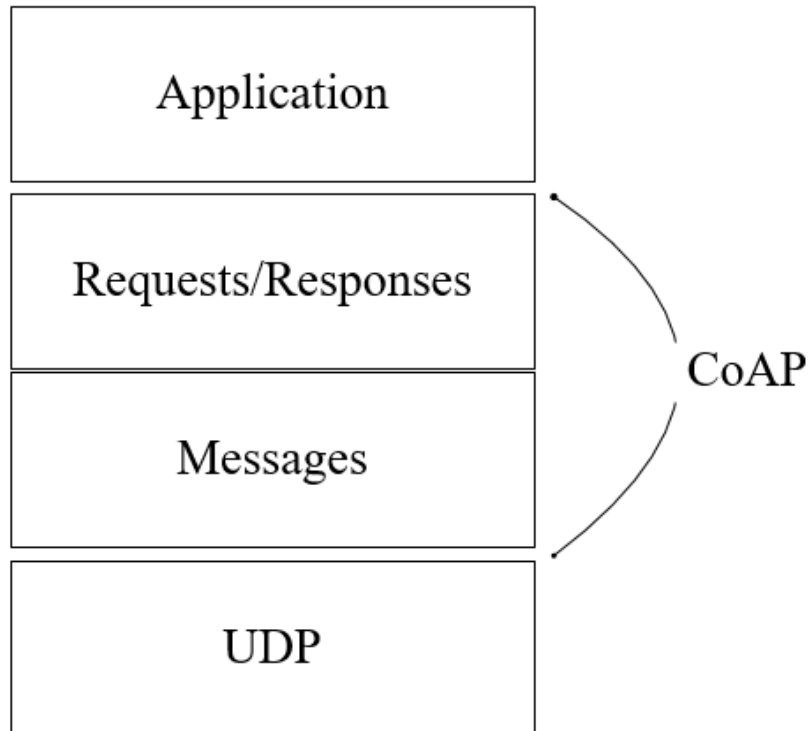 Application
Requests/Responses
CoAP
Messages
UDP